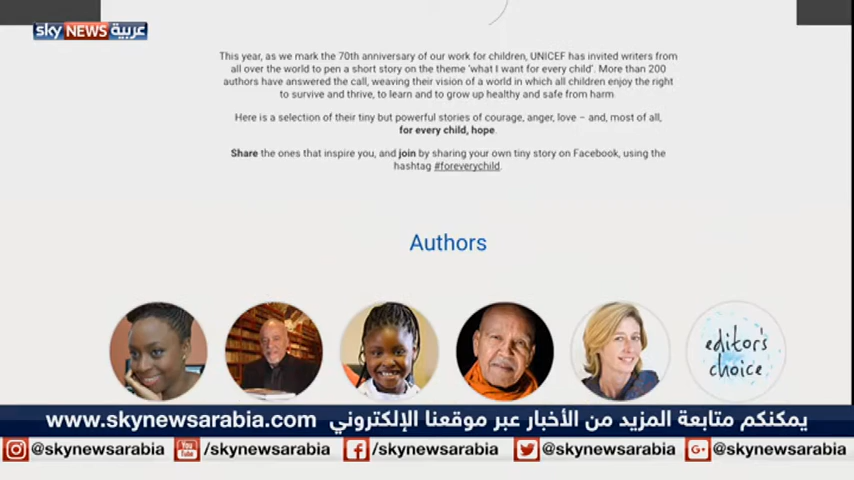 sky NEWS عربية
This year, as we mark the 70th anniversary of our work for children, UNICEF has invited writers from
all over the world to pen a short story on the theme 'what I want for every child'. More than 200
authors have answered the call, weaving their vision of a world in which all children enjoy the right
to survive and thrive, to learn and to grow up healthy and safe from harm
Here is a selection of their tiny but powerful stories of courage, anger, love – and, most of all,
for every child, hope.
Share the ones that inspire you, and join by sharing your own tiny story on Facebook, using the
hashtag #foreverychild.
Authors
editor's
choice
يمكنكم متابعة المزيد من الأخبار عبر موقعنا الإلكتروني www.skynewsarabia.com
@skynewsarabia You Tube /skynewsarabia f /skynewsarabia @skynewsarabia G+ @skynewsarabia